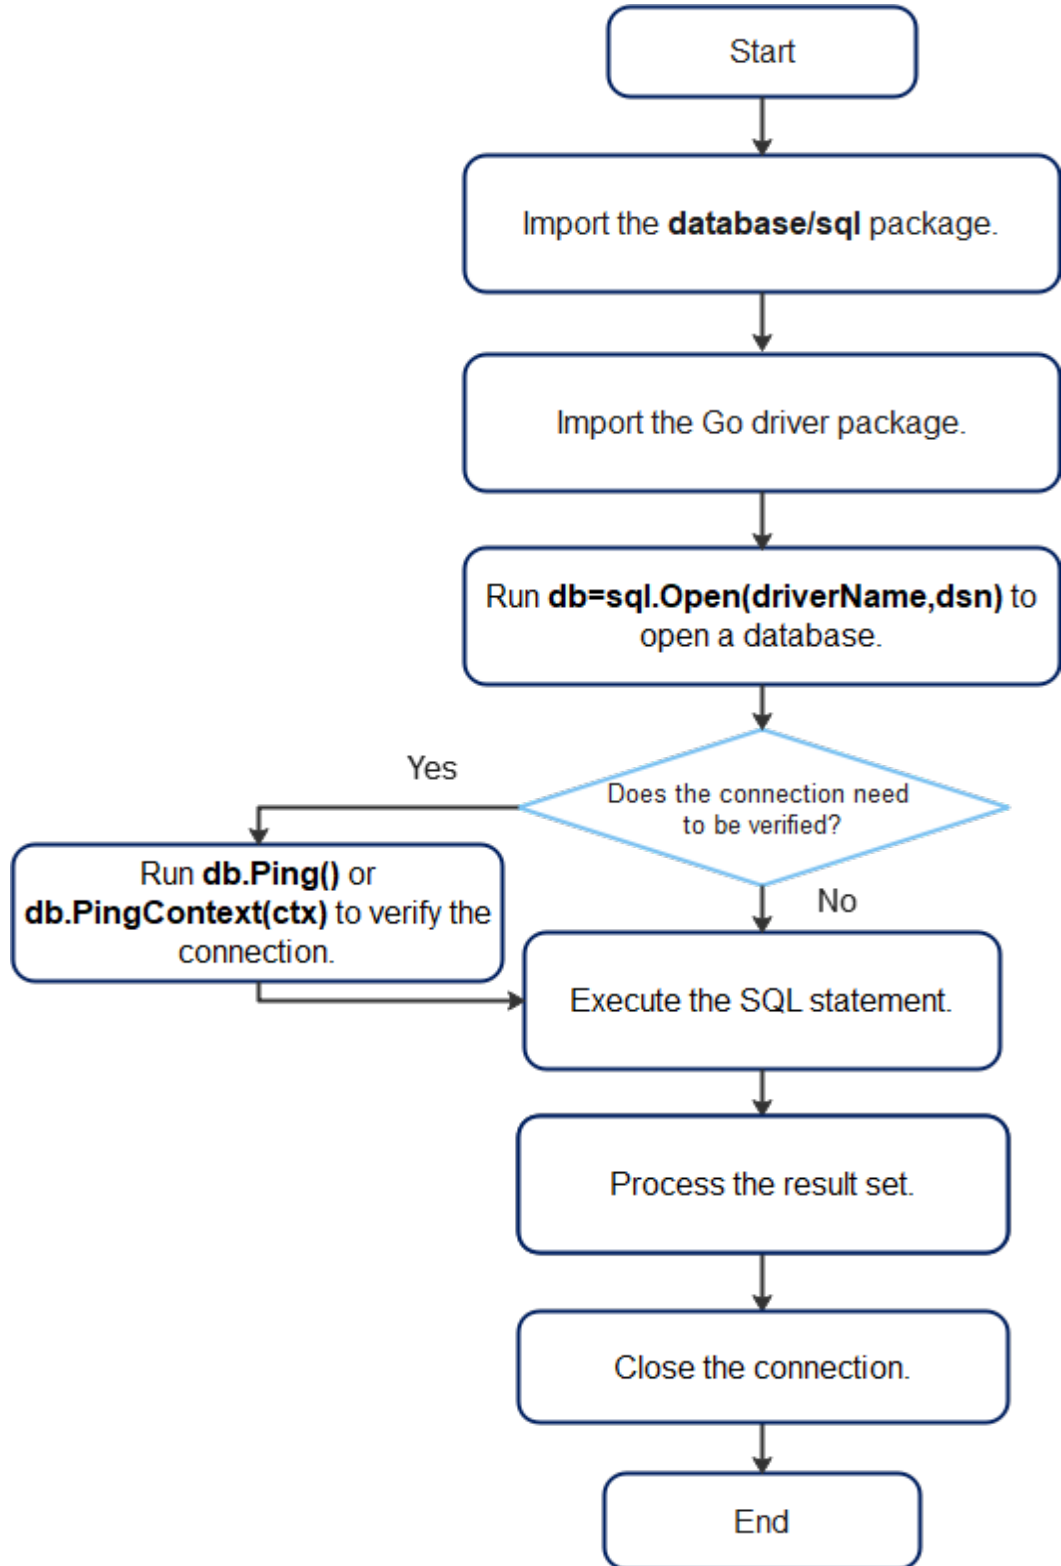 Start
Import the database/sql package.
Import the Go driver package.
Run db=sql.Open(driverName,dsn) to
open a database.
Yes
Does the connection need
to be verified?
Run db.Ping() or
db.PingContext(ctx) to verify the
connection.
No
Execute the SQL statement.
Process the result set.
Close the connection.
End